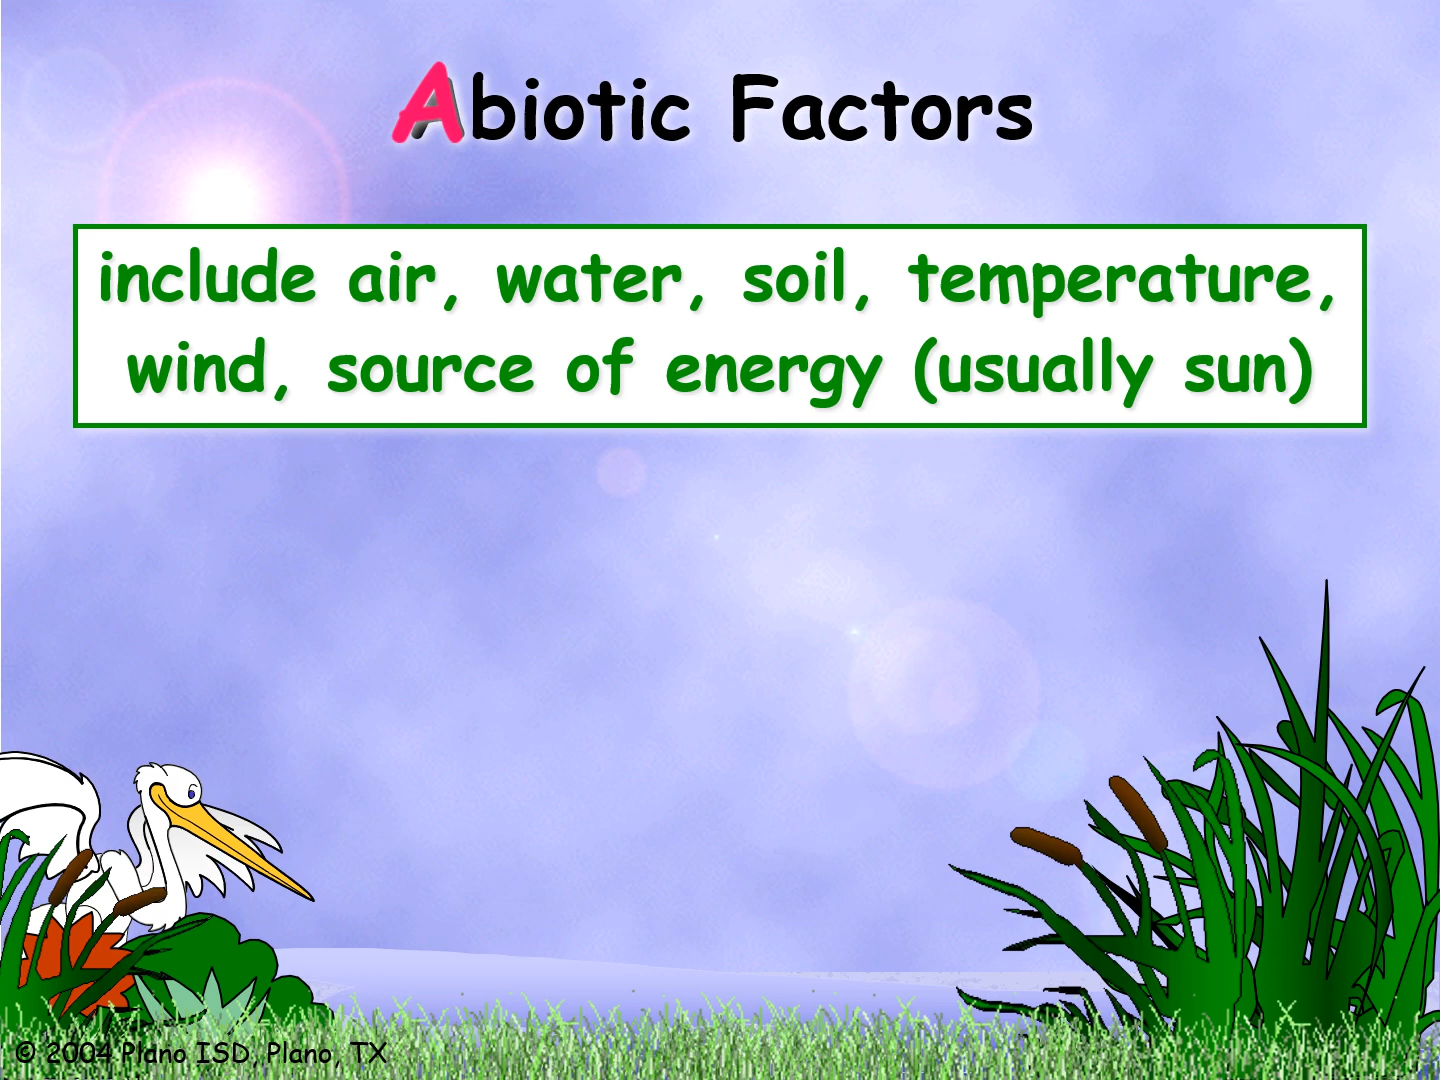 Abiotic Factors
include air, water, soil, temperature,
wind, source of energy (usually sun)
© 2004 Plano ISD, Plano, TX